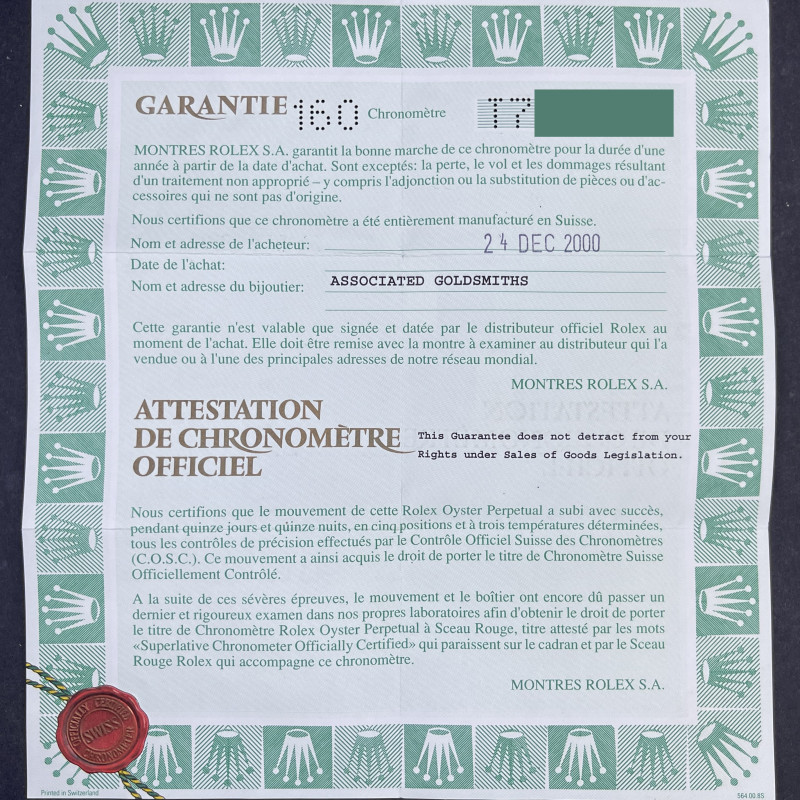 GARANTIE 160 Chronomètre T7
MONTRES ROLEX S.A. garantit la bonne marche de ce chronomètre pour la durée d'une
année à partir de la date d'achat. Sont exceptés: la perte, le vol et les dommages résultant
d'un traitement non approprié – y compris l'adjonction ou la substitution de pièces ou d'ac-
cessoires qui ne sont pas d'origine.
Nous certifions que ce chronomètre a été entièrement manufacturé en Suisse.
Nom et adresse de l'acheteur:
24 DEC 2000
Date de l'achat:
Nom et adresse du bijoutier: ASSOCIATED GOLDSMITHS
Cette garantie n'est valable que signée et datée par le distributeur officiel Rolex au
moment de l'achat. Elle doit être remise avec la montre à examiner au distributeur qui l'a
vendue ou à l'une des principales adresses de notre réseau mondial.
MONTRES ROLEX S.A.
ATTESTATION
DE CHRONOMÈTRE
OFFICIEL
This Guarantee does not detract from your
Rights under Sales of Goods Legislation.
Nous certifions que le mouvement de cette Rolex Oyster Perpetual a subi avec succès,
pendant quinze jours et quinze nuits, en cinq positions et à trois températures déterminées,
tous les contrôles de précision effectués par le Contrôle Officiel Suisse des Chronomètres
(C.O.S.C.). Ce mouvement a ainsi acquis le droit de porter le titre de Chronomètre Suisse
Officiellement Contrôlé.
A la suite de ces sévères épreuves, le mouvement et le boîtier ont encore dû passer un
dernier et rigoureux examen dans nos propres laboratoires afin d'obtenir le droit de porter
le titre de Chronomètre Rolex Oyster Perpetual à Sceau Rouge, titre attesté par les mots
«Superlative Chronometer Officially Certified» qui paraissent sur le cadran et par le Sceau
Rouge Rolex qui accompagne ce chronomètre.
MONTRES ROLEX S.A.
OFFICIALLY CERTIFIED
SWISS
CHRONOMETER
Printed in Switzerland
564.00.85